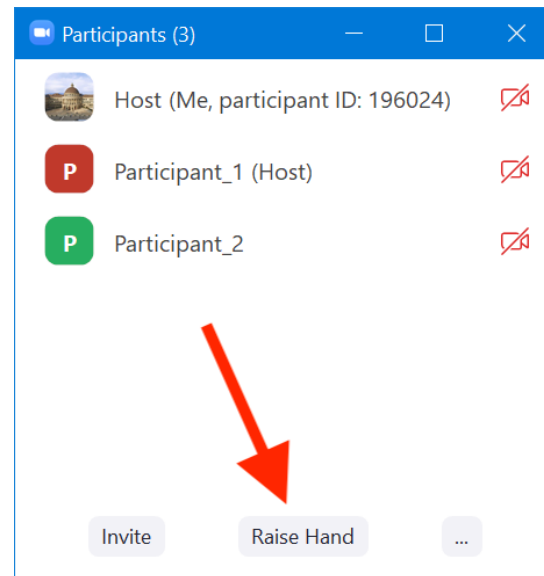 Participants (3)
Host (Me, participant ID: 196024)
P Participant_1 (Host)
P Participant_2
Invite Raise Hand ...